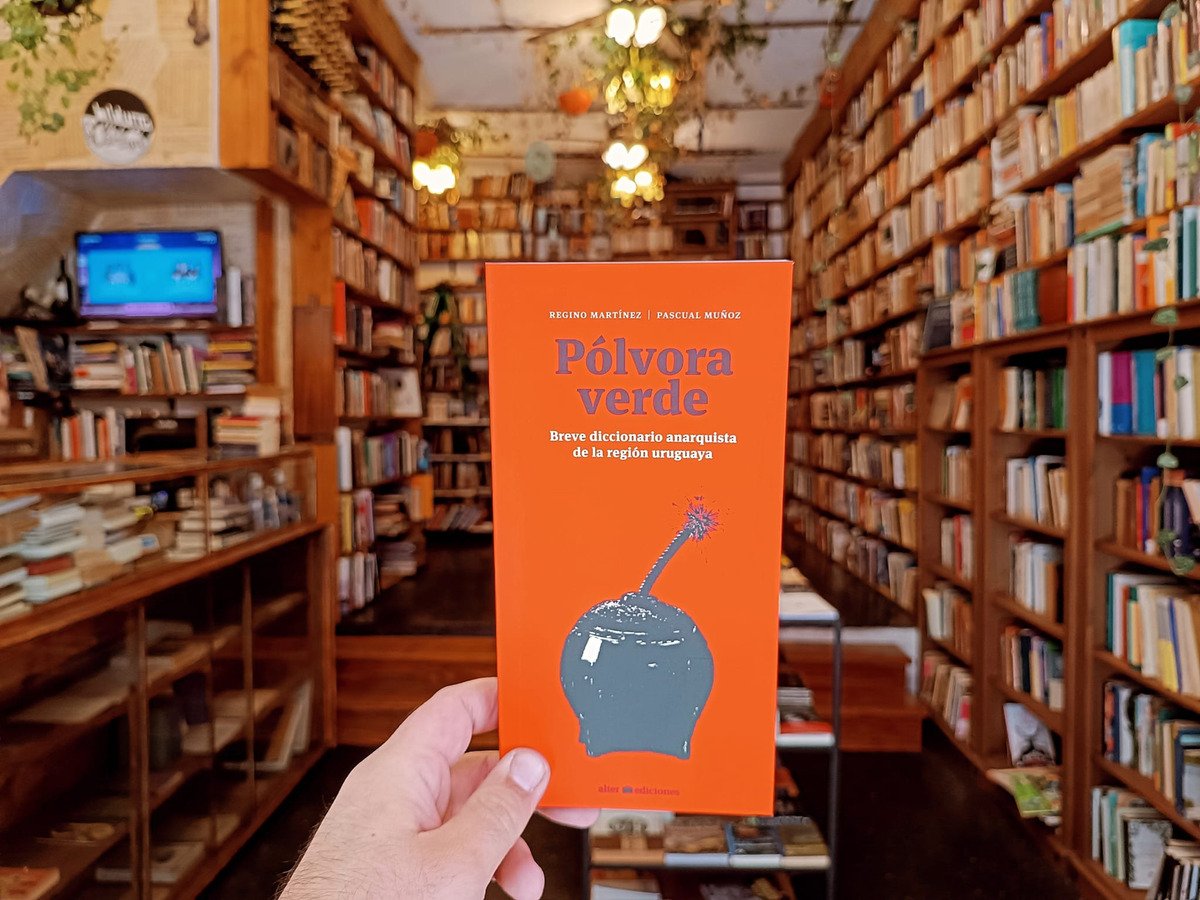 REGINO MARTÍNEZ | PASCUAL MUÑOZ
Pólvora
verde
Breve diccionario anarquista
de la región uruguaya
alter ediciones